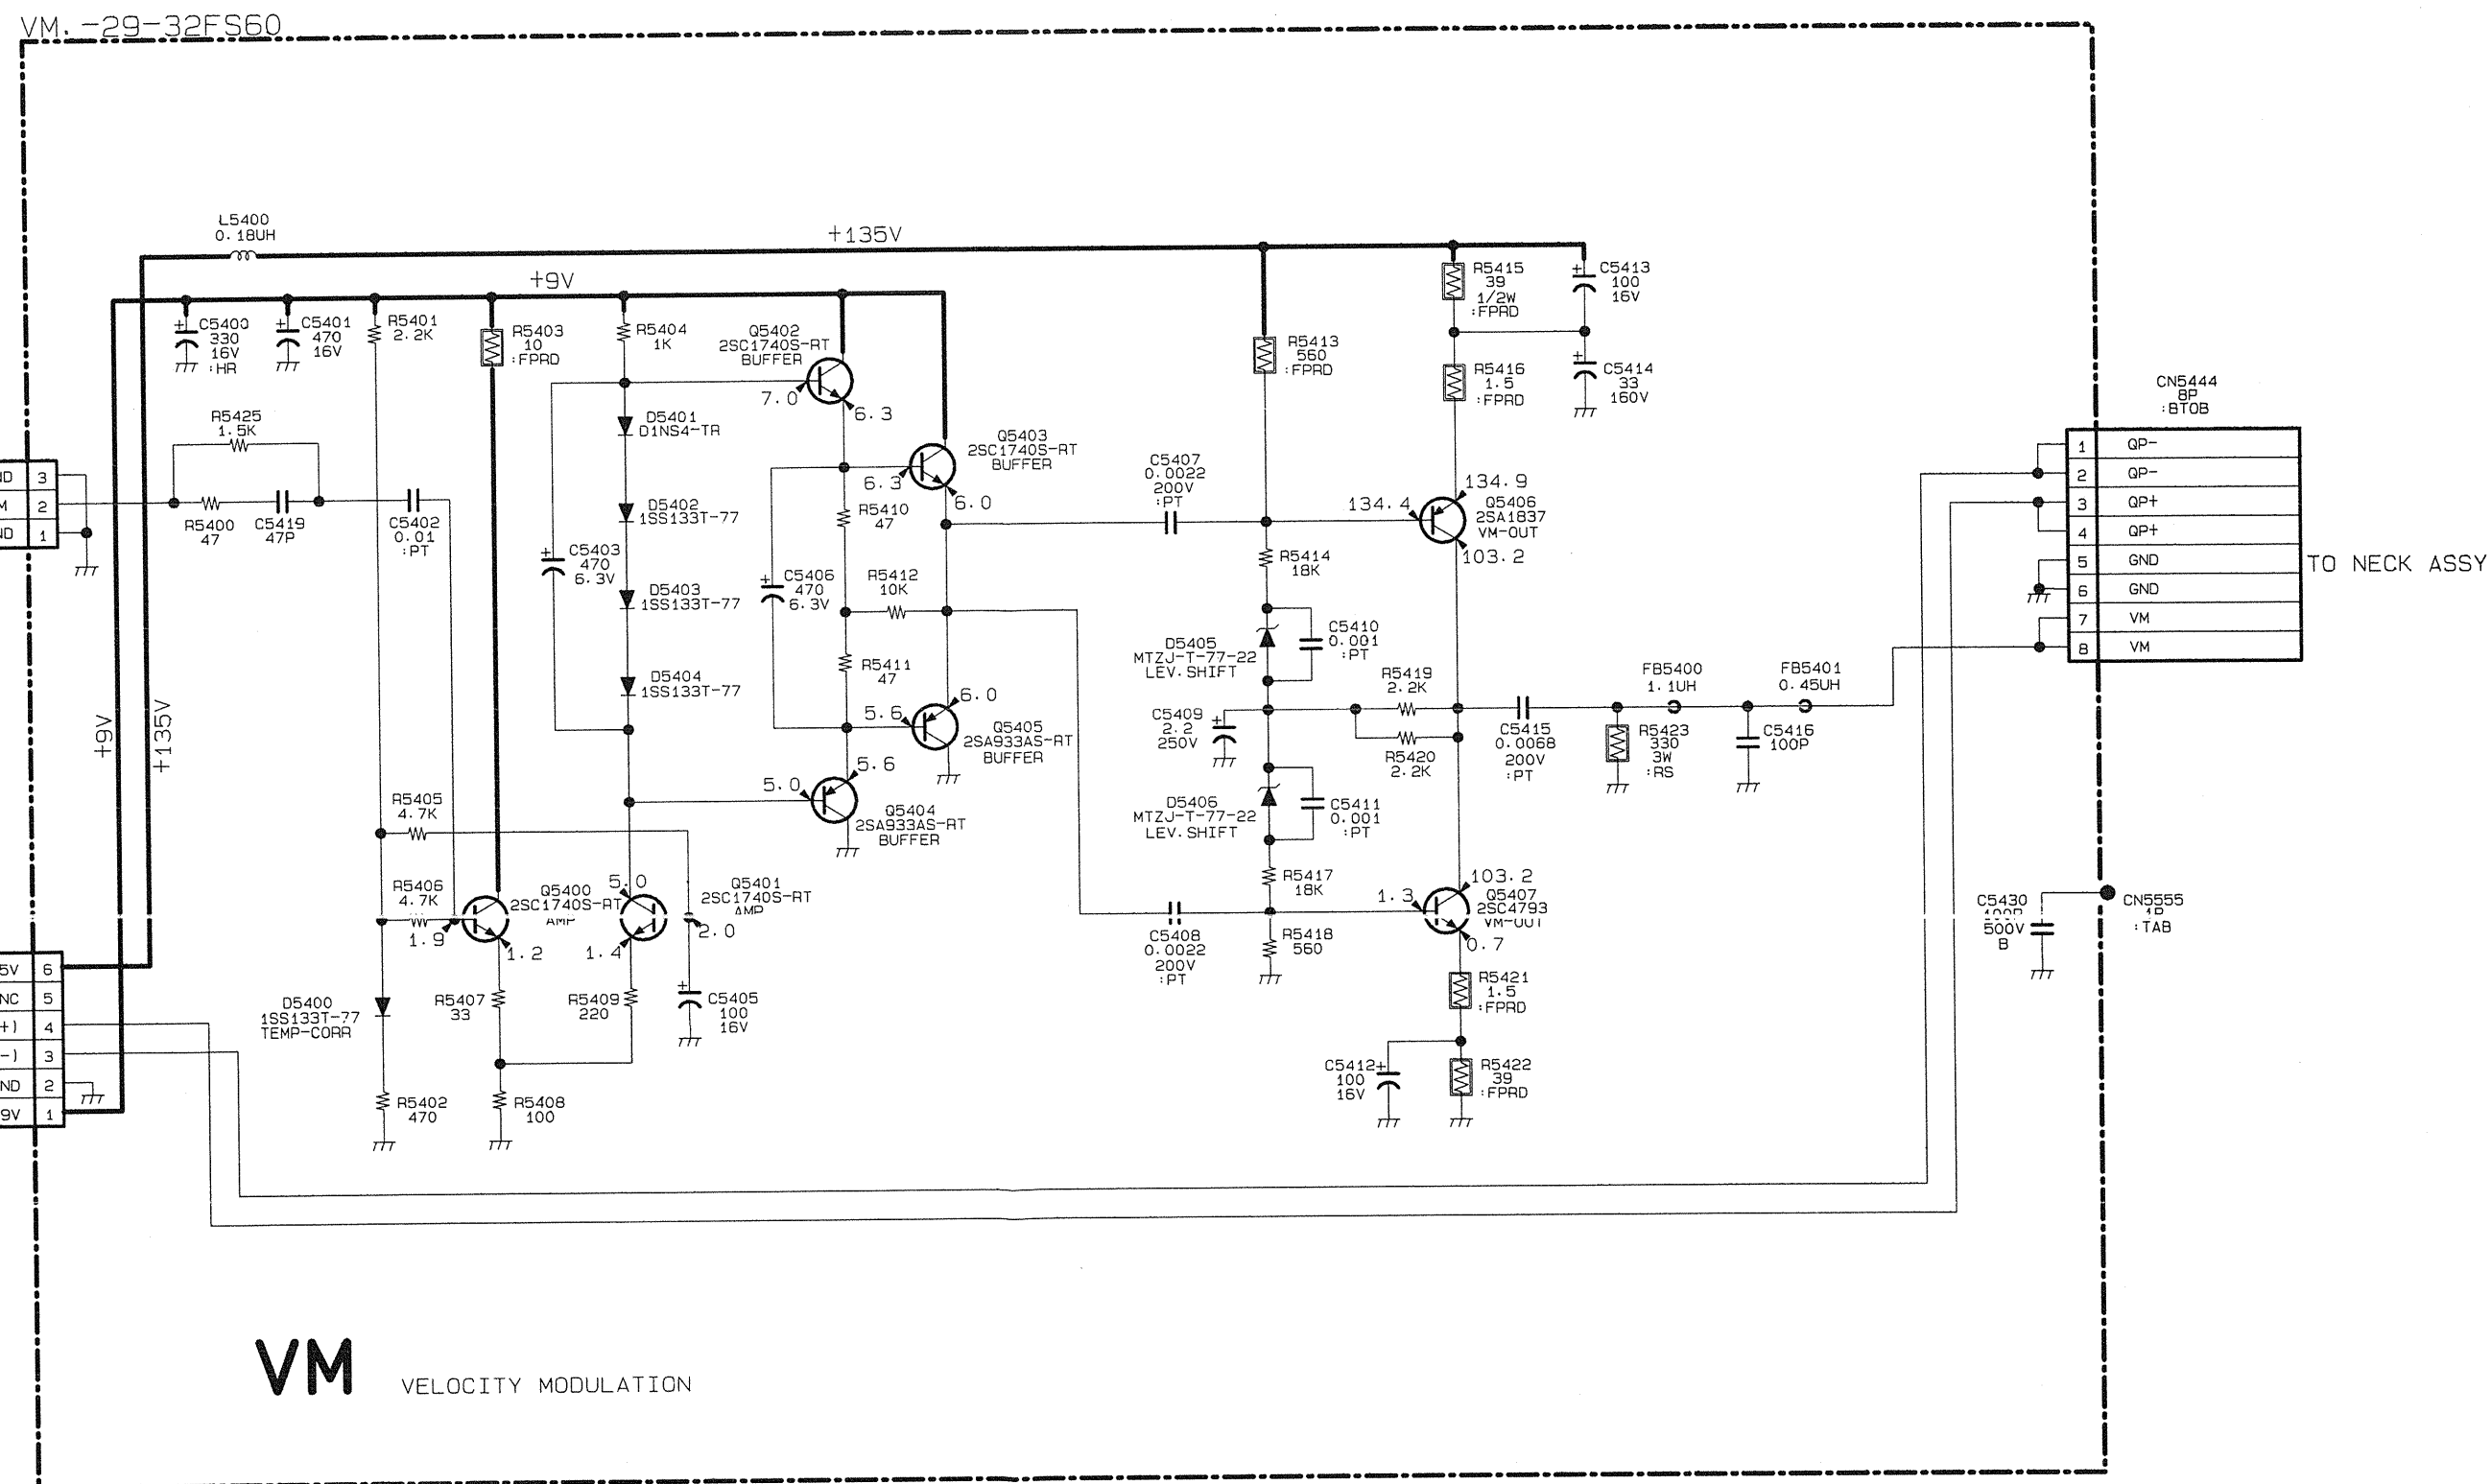 VM.-29-32FS60
L5400
0.18UH
+135V
+9V
C5400
330
16V
:HR
C5401
470
16V
R5401
2.2K
R5403
10
:FPRD
R5404
1K
Q5402
2SC1740S-RT
BUFFER
7.0
6.3
R5413
560
:FPRD
R5415
39
1/2W
:FPRD
C5413
100
16V
R5416
1.5
:FPRD
C5414
33
160V
R5425
1.5K
D5401
D1NS4-TR
Q5403
2SC1740S-RT
BUFFER
6.3
6.0
C5407
0.0022
200V
:PT
134.4
134.9
Q5406
2SA1837
VM-OUT
103.2
CN5444
8P
:BTOB
1 QP-
2 QP-
3 QP+
4 QP+
5 GND
6 GND
7 VM
8 VM
TO NECK ASSY
ND 3
M 2
ND 1
R5400
47
C5419
47P
C5402
0.01
:PT
D5402
1SS133T-77
R5410
47
C5403
470
6.3V
D5403
1SS133T-77
C5406
470
6.3V
R5412
10K
R5414
18K
D5405
MTZJ-T-77-22
LEV.SHIFT
C5410
0.001
:PT
D5404
1SS133T-77
R5411
47
6.0
5.6
Q5405
2SA933AS-RT
BUFFER
C5409
2.2
250V
R5419
2.2K
R5420
2.2K
C5415
0.0068
200V
:PT
FB5400
1.1UH
FB5401
0.45UH
R5423
330
3W
:RS
C5416
100P
+9V
+135V
5.6
5.0
Q5404
2SA933AS-RT
BUFFER
D5406
MTZJ-T-77-22
LEV.SHIFT
C5411
0.001
:PT
R5405
4.7K
R5406
4.7K
1.9
Q5400
2SC1740S-RT
AMP
1.2
5.0
1.4
Q5401
2SC1740S-RT
AMP
2.0
R5417
18K
1.3
103.2
Q5407
2SC4793
VM-OUT
0.7
C5408
0.0022
200V
:PT
R5418
560
C5430
500V
B
CN5555
1P
:TAB
5V 6
NC 5
+) 4
-) 3
ND 2
9V 1
D5400
1SS133T-77
TEMP-CORR
R5407
33
R5409
220
C5405
100
16V
R5421
1.5
:FPRD
C5412
100
16V
R5422
39
:FPRD
R5402
470
R5408
100
VM VELOCITY MODULATION